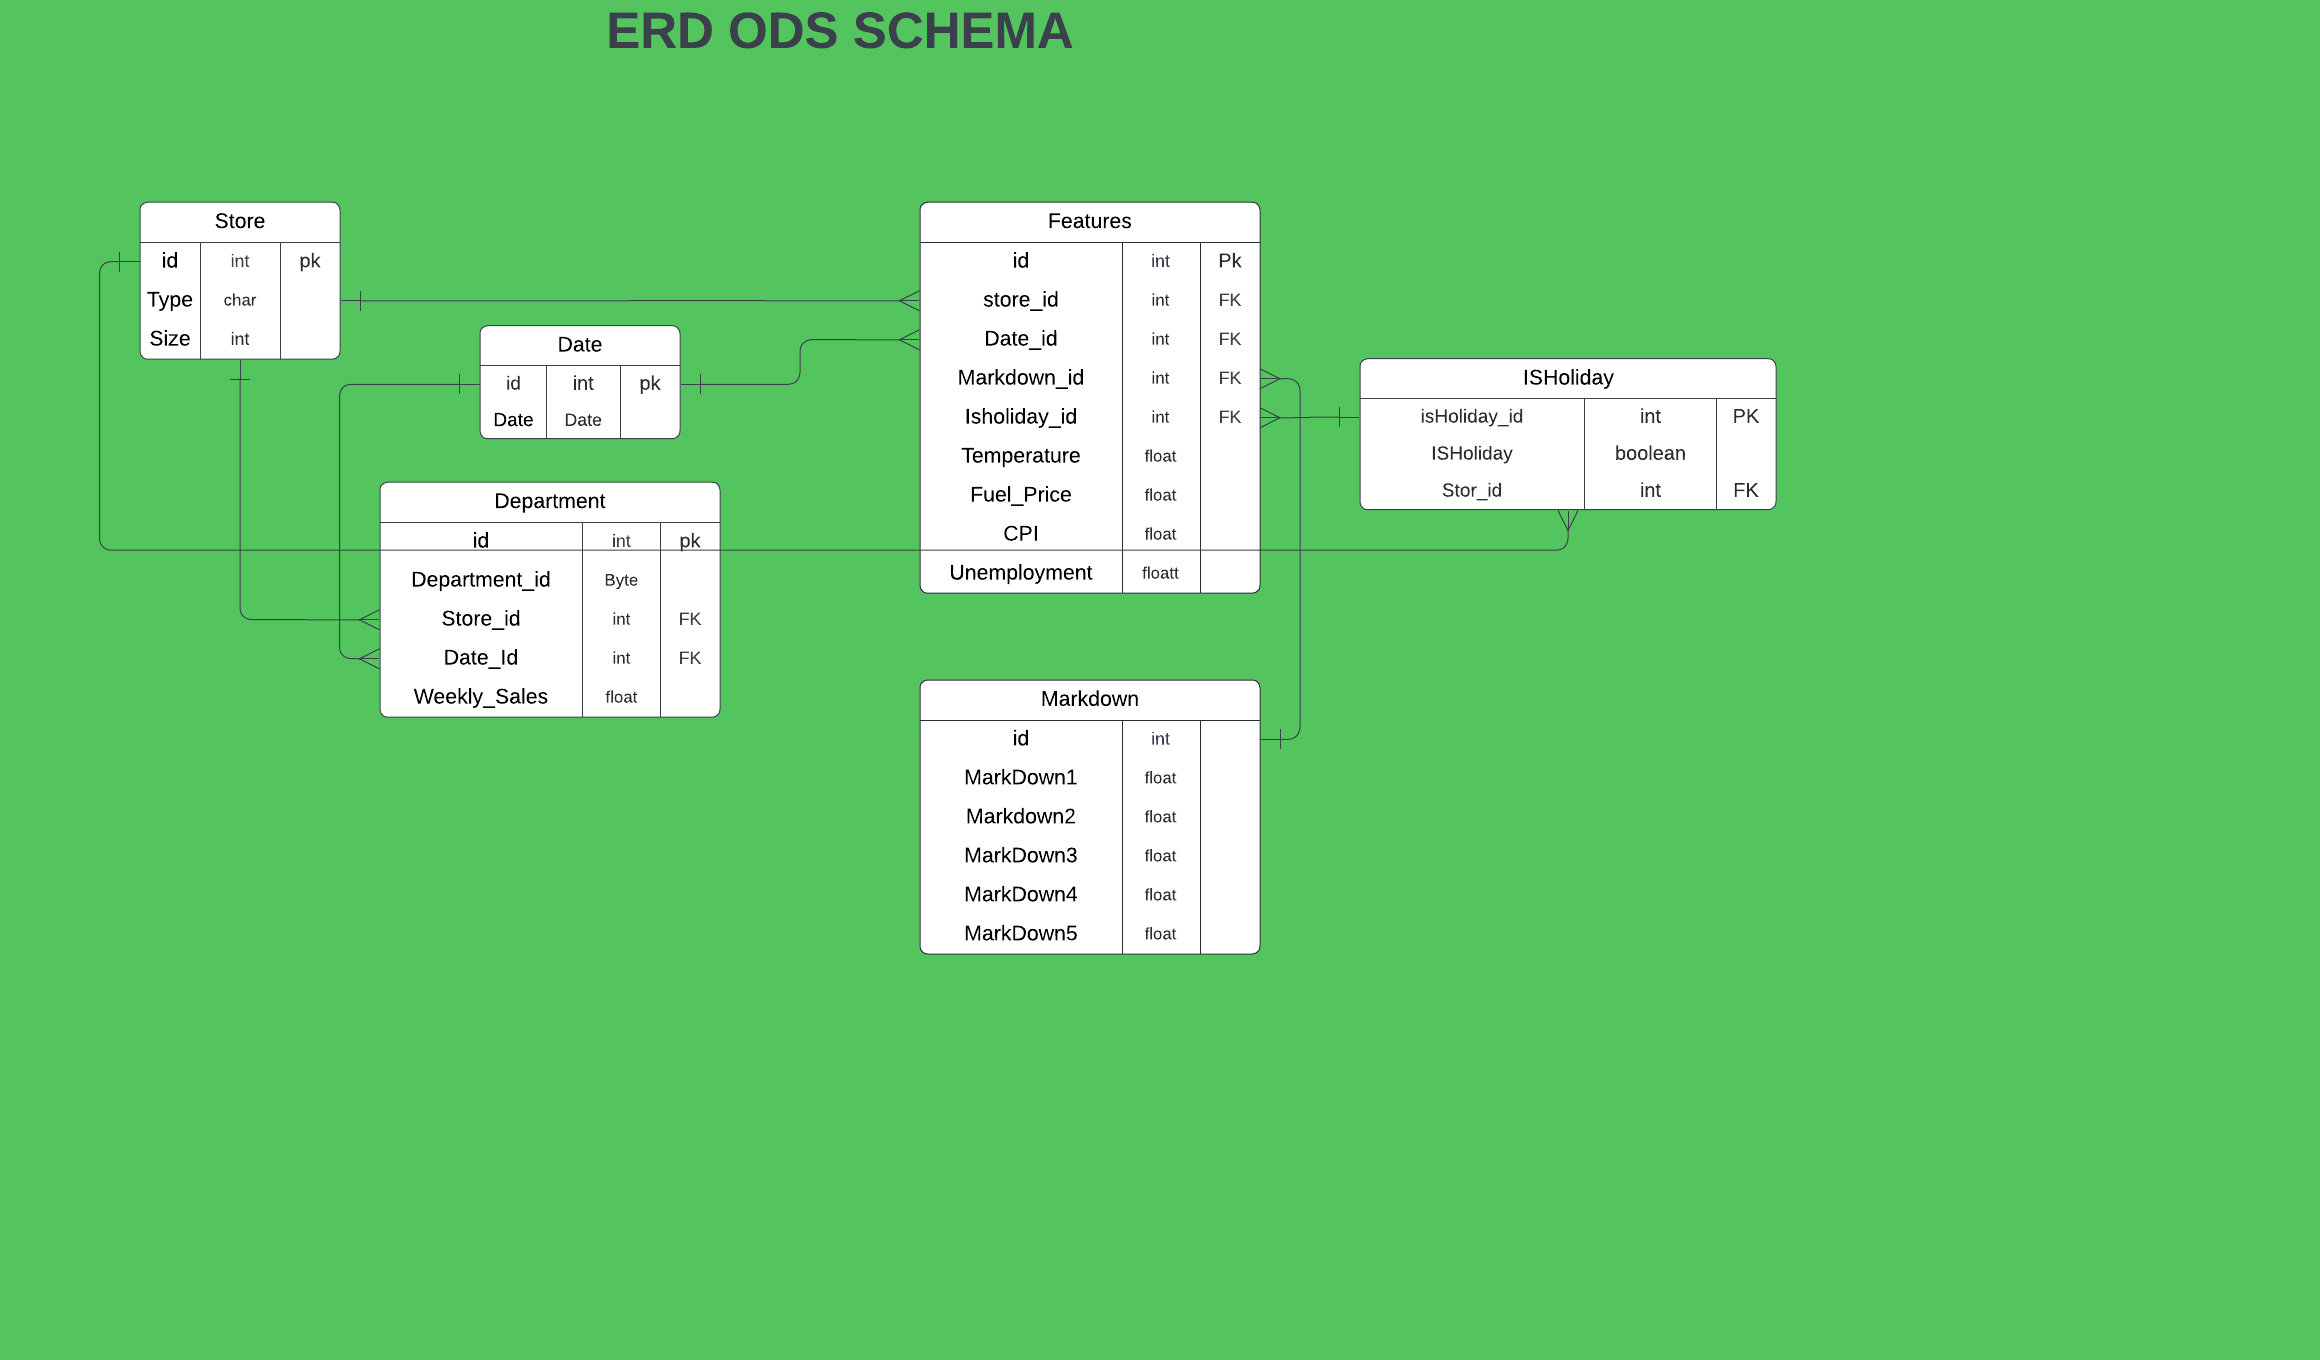 ERD ODS SCHEMA
Store
id int pk
Type char
Size int
Date
id int pk
Date Date
Department
id int pk
Department_id Byte
Store_id int FK
Date_Id int FK
Weekly_Sales float
Features
id int Pk
store_id int FK
Date_id int FK
Markdown_id int FK
Isholiday_id int FK
Temperature float
Fuel_Price float
CPI float
Unemployment floatt
ISHoliday
isHoliday_id int PK
ISHoliday boolean
Stor_id int FK
Markdown
id int
MarkDown1 float
Markdown2 float
MarkDown3 float
MarkDown4 float
MarkDown5 float